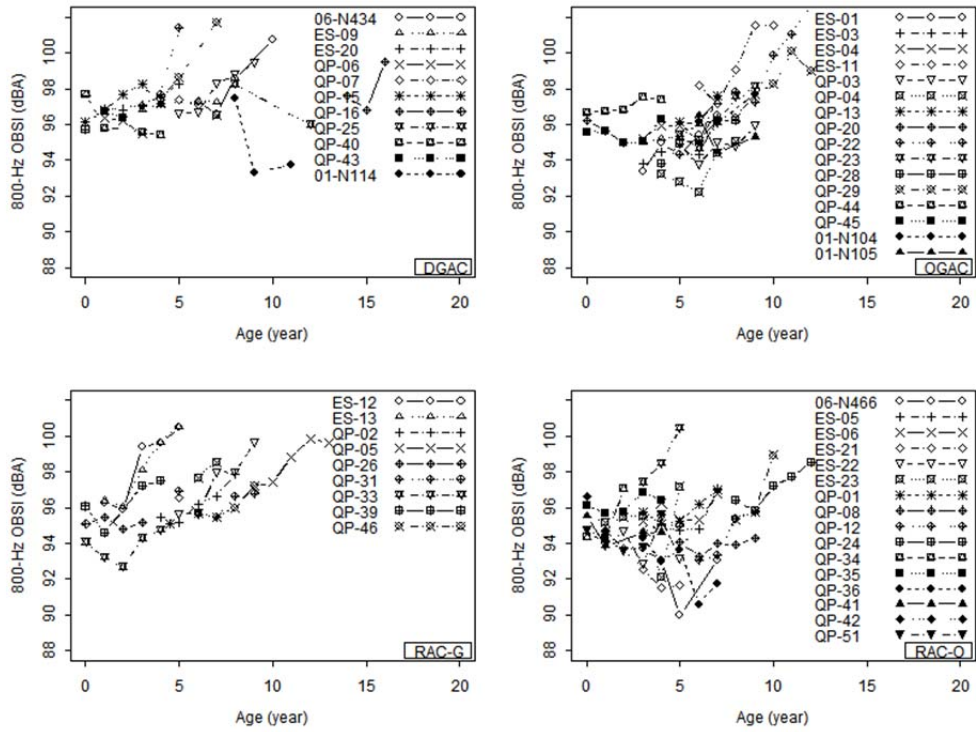 800-Hz OBSI (dBA)
88 90 92 94 96 98 102
06-N434
ES-09
ES-20
QP-06
QP-07
QP-15
QP-16
QP-25
QP-40
QP-43
01-N114
DGAC
0 5 10 15 20
Age (year)
800-Hz OBSI (dBA)
88 90 92 94 96 98 102
ES-01
ES-03
ES-04
ES-11
QP-03
QP-04
QP-13
QP-20
QP-22
QP-23
QP-28
QP-29
QP-44
QP-45
01-N104
01-N105
OGAC
0 5 10 15 20
Age (year)
800-Hz OBSI (dBA)
88 90 92 94 96 98 102
ES-12
ES-13
QP-02
QP-05
QP-26
QP-31
QP-33
QP-39
QP-46
RAC-G
0 5 10 15 20
Age (year)
800-Hz OBSI (dBA)
88 90 92 94 96 98 102
06-N466
ES-05
ES-06
ES-21
ES-22
ES-23
QP-01
QP-08
QP-12
QP-24
QP-34
QP-35
QP-36
QP-41
QP-42
QP-51
RAC-O
0 5 10 15 20
Age (year)